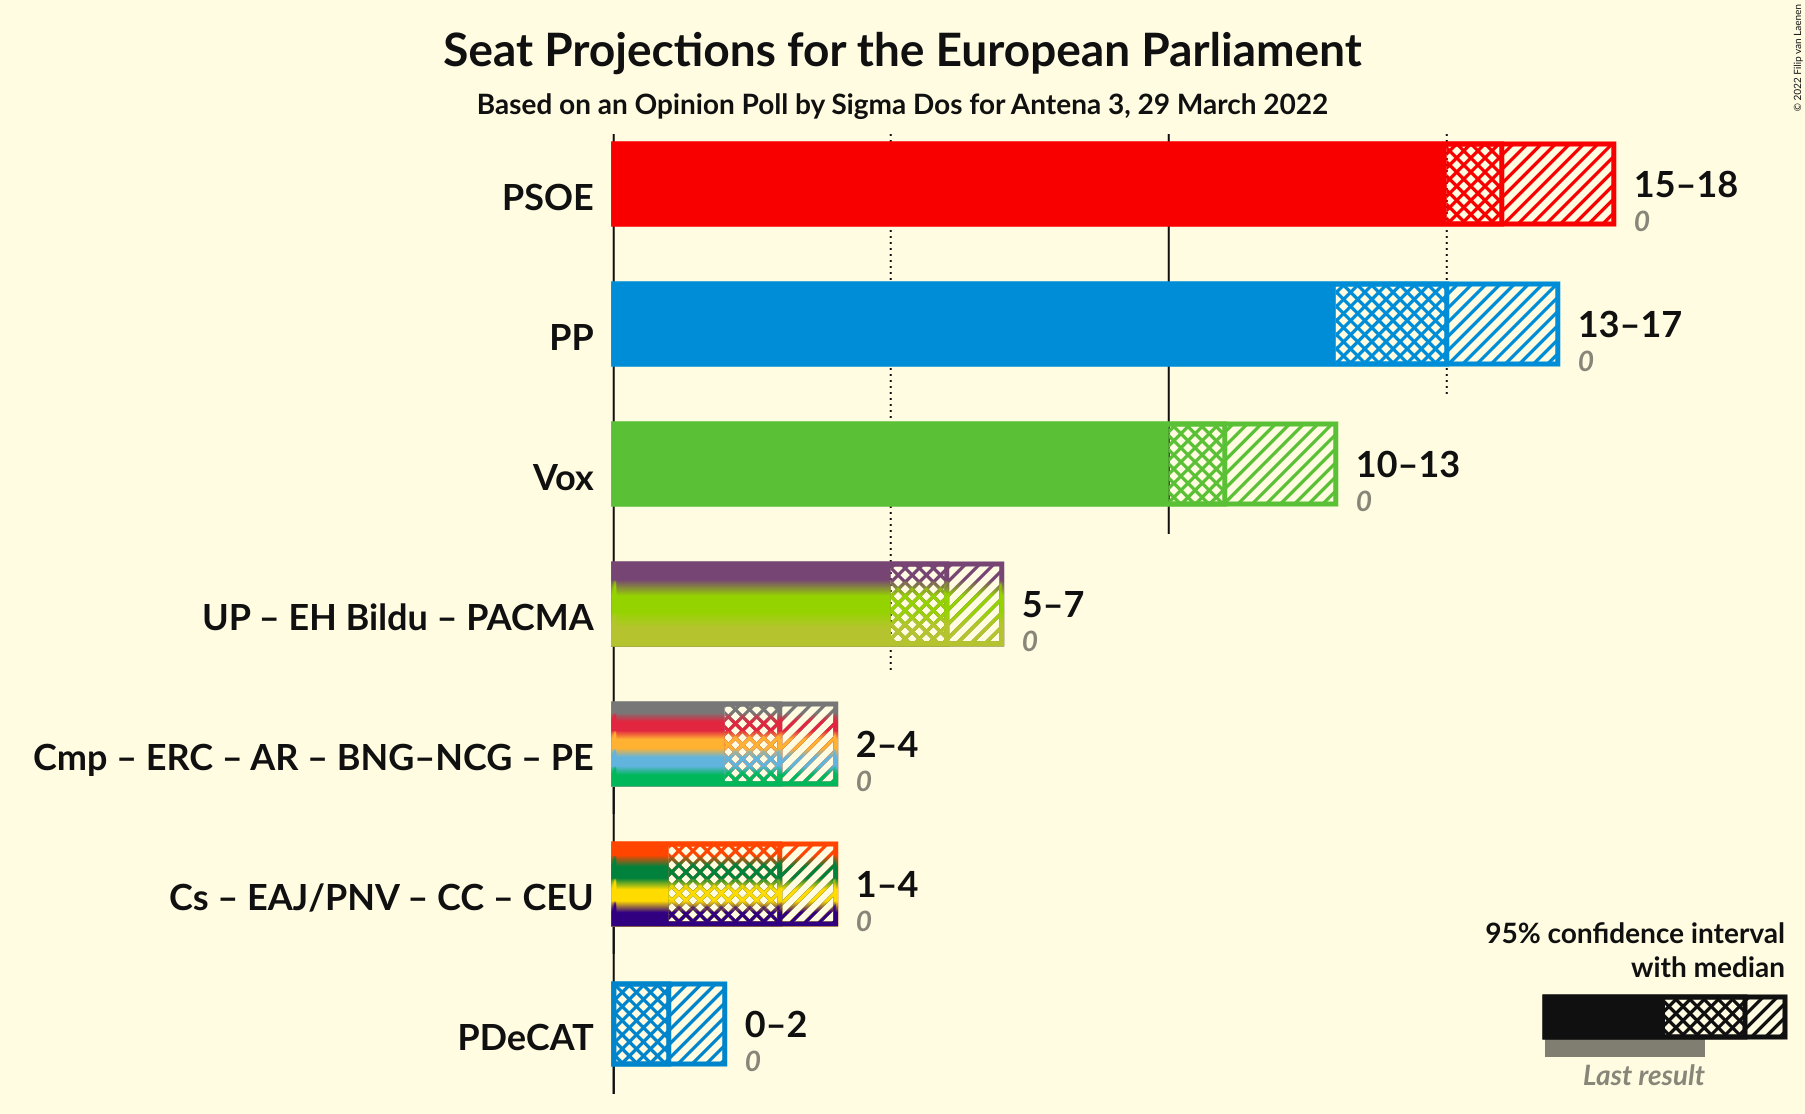 Seat Projections for the European Parliament
Based on an Opinion Poll by Sigma Dos for Antena 3, 29 March 2022
© 2022 Filip van Laenen
PSOE
15–18
0
PP
13–17
0
Vox
10–13
0
UP – EH Bildu – PACMA
5–7
0
Cmp – ERC – AR – BNG–NCG – PE
2–4
0
Cs – EAJ/PNV – CC – CEU
1–4
0
PDeCAT
0–2
0
95% confidence interval
with median
Last result